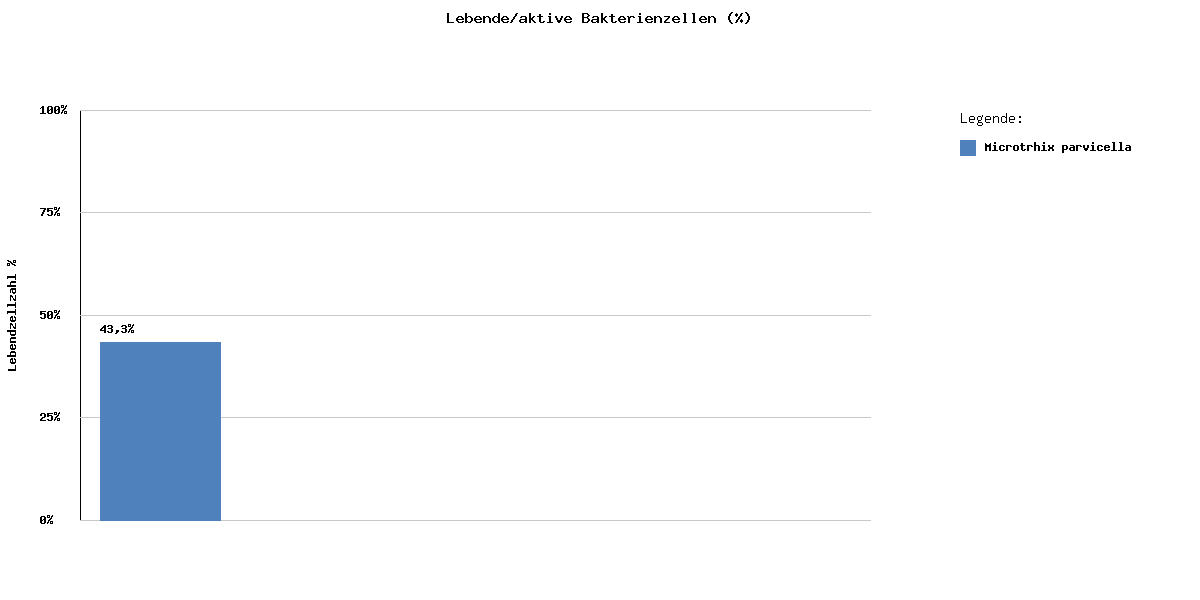 Lebende/aktive Bakterienzellen (%)
100%
75%
50%
25%
0%
Lebendzellzahl %
43,3%
Legende:
Microtrhix parvicella